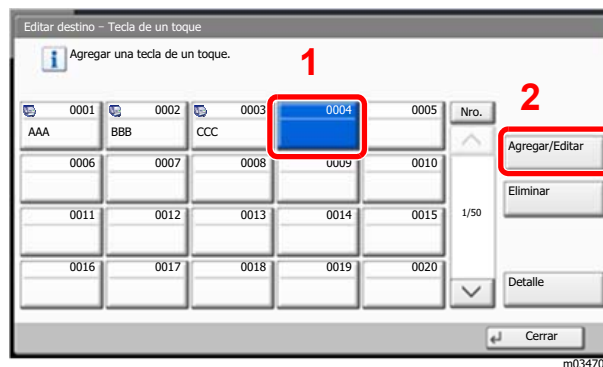 Editar destino - Tecla de un toque
Agregar una tecla de un toque.
1
2
0001 0002 0003 0004 0005 Nro.
AAA BBB CCC
Agregar/Editar
0006 0007 0008 0009 0010
Eliminar
0011 0012 0013 0014 0015 1/50
0016 0017 0018 0019 0020
Detalle
Cerrar
m03470